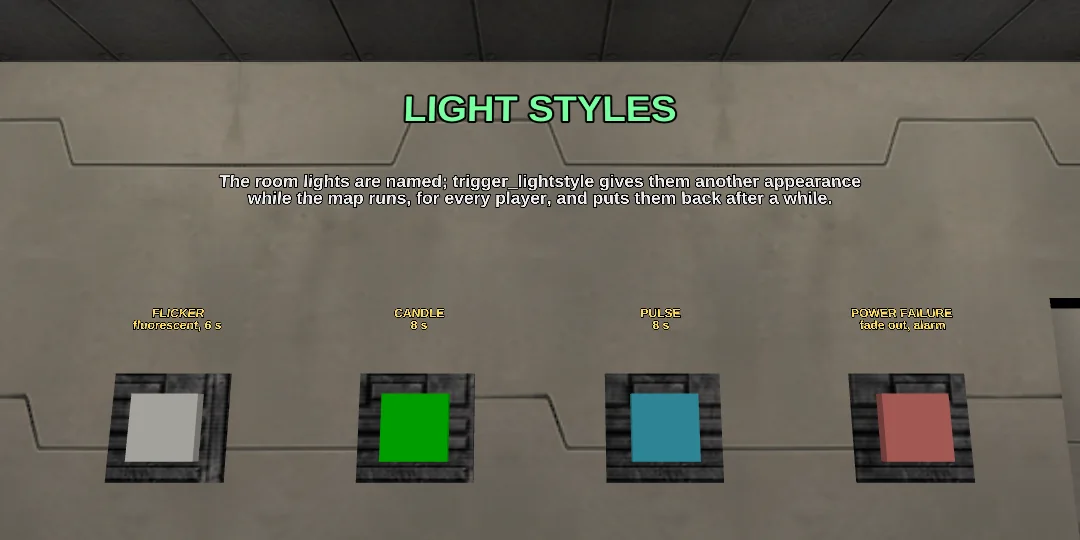 LIGHT STYLES
The room lights are named; trigger_lightstyle gives them another appearance
while the map runs, for every player, and puts them back after a while.
FLICKER
fluorescent, 6 s
CANDLE
8 s
PULSE
8 s
POWER FAILURE
fade out, alarm